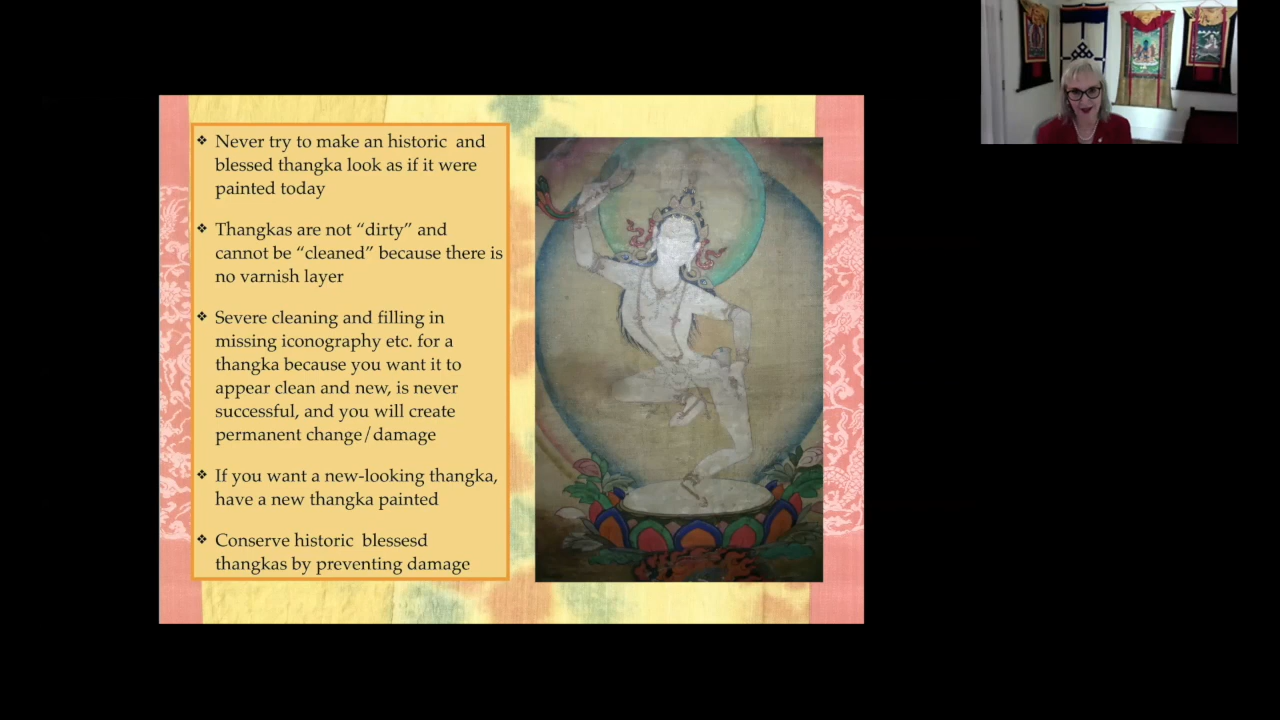 ❖ Never try to make an historic and
blessed thangka look as if it were
painted today
❖ Thangkas are not “dirty” and
cannot be “cleaned” because there is
no varnish layer
❖ Severe cleaning and filling in
missing iconography etc. for a
thangka because you want it to
appear clean and new, is never
successful, and you will create
permanent change/damage
❖ If you want a new-looking thangka,
have a new thangka painted
❖ Conserve historic blessesd
thangkas by preventing damage